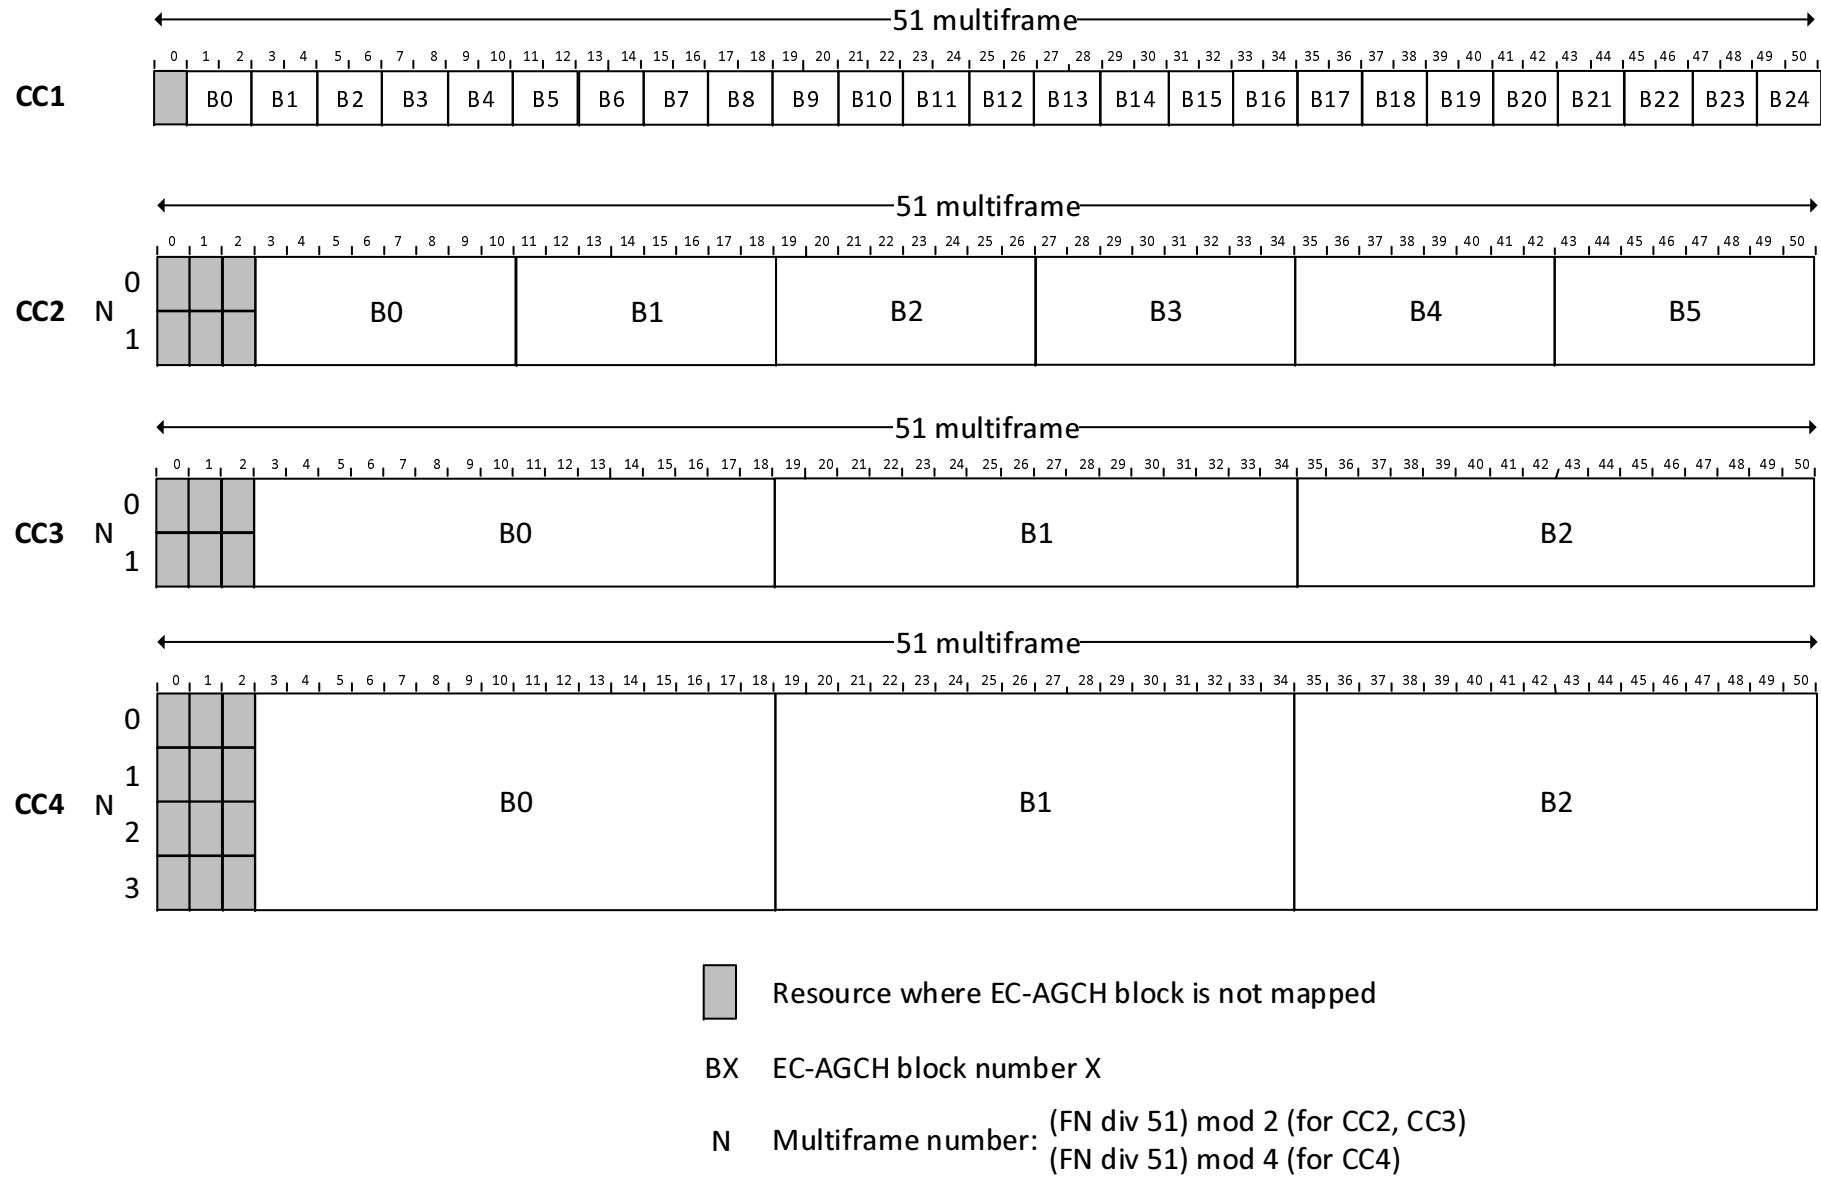 51 multiframe
0 1 2 3 4 5 6 7 8 9 10 11 12 13 14 15 16 17 18 19 20 21 22 23 24 25 26 27 28 29 30 31 32 33 34 35 36 37 38 39 40 41 42 43 44 45 46 47 48 49 50
CC1 B0 B1 B2 B3 B4 B5 B6 B7 B8 B9 B10 B11 B12 B13 B14 B15 B16 B17 B18 B19 B20 B21 B22 B23 B24
51 multiframe
0 1 2 3 4 5 6 7 8 9 10 11 12 13 14 15 16 17 18 19 20 21 22 23 24 25 26 27 28 29 30 31 32 33 34 35 36 37 38 39 40 41 42 43 44 45 46 47 48 49 50
0
CC2 N B0 B1 B2 B3 B4 B5
1
51 multiframe
0 1 2 3 4 5 6 7 8 9 10 11 12 13 14 15 16 17 18 19 20 21 22 23 24 25 26 27 28 29 30 31 32 33 34 35 36 37 38 39 40 41 42 43 44 45 46 47 48 49 50
0
CC3 N B0 B1 B2
1
51 multiframe
0 1 2 3 4 5 6 7 8 9 10 11 12 13 14 15 16 17 18 19 20 21 22 23 24 25 26 27 28 29 30 31 32 33 34 35 36 37 38 39 40 41 42 43 44 45 46 47 48 49 50
0
1
CC4 N B0 B1 B2
2
3
Resource where EC-AGCH block is not mapped
BX EC-AGCH block number X
N Multiframe number: (FN div 51) mod 2 (for CC2, CC3)
(FN div 51) mod 4 (for CC4)